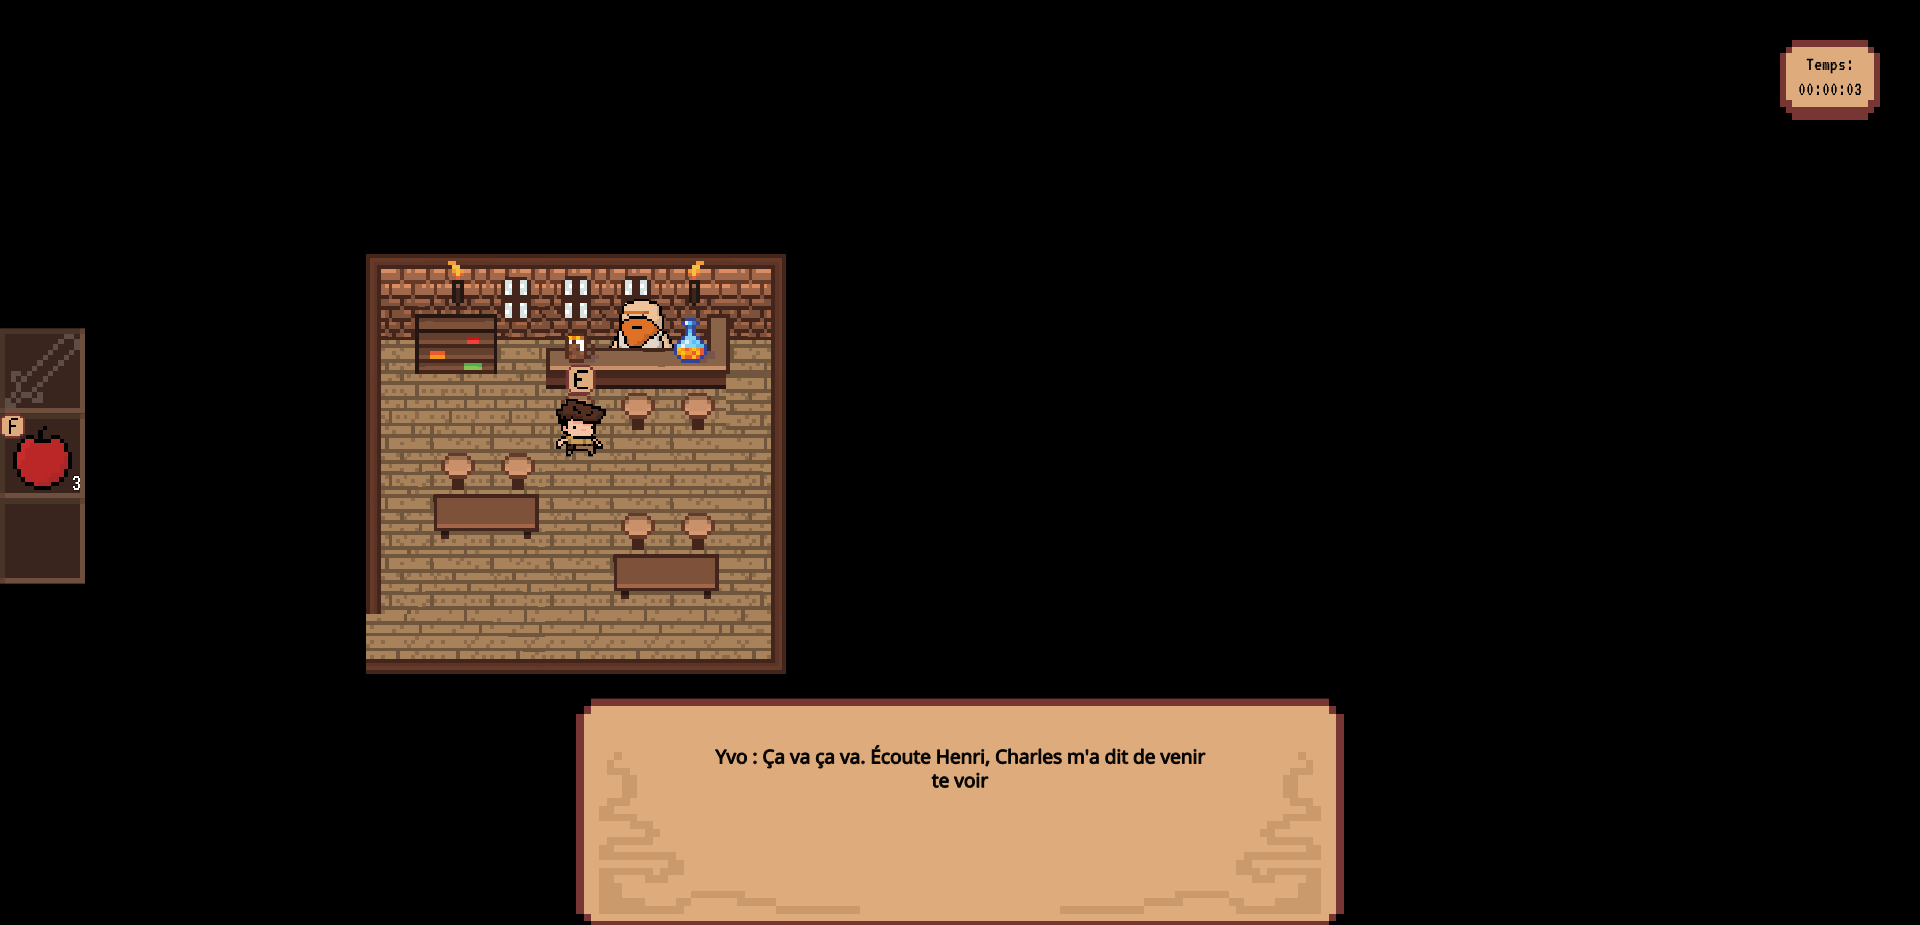 Temps:
00:00:03
E
F
3
Yvo : Ça va ça va. Écoute Henri, Charles m'a dit de venir
te voir